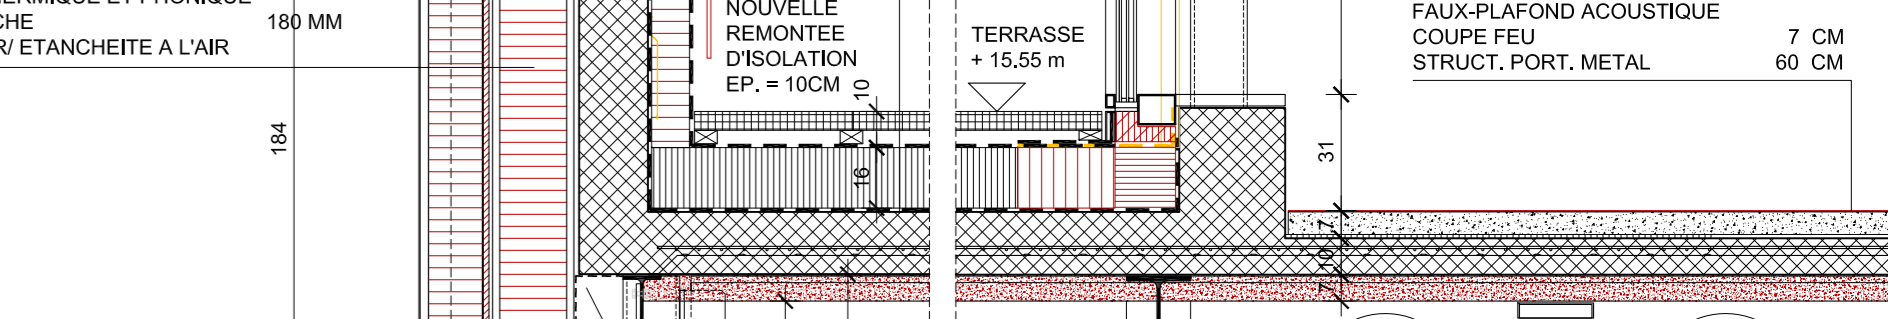 180 MM
R/ ETANCHEITE A L'AIR
184
NOUVELLE
REMONTEE
D'ISOLATION
EP. = 10CM
10
16
TERRASSE
+ 15.55 m
31
7
10
7
FAUX-PLAFOND ACOUSTIQUE
COUPE FEU 7 CM
STRUCT. PORT. METAL 60 CM